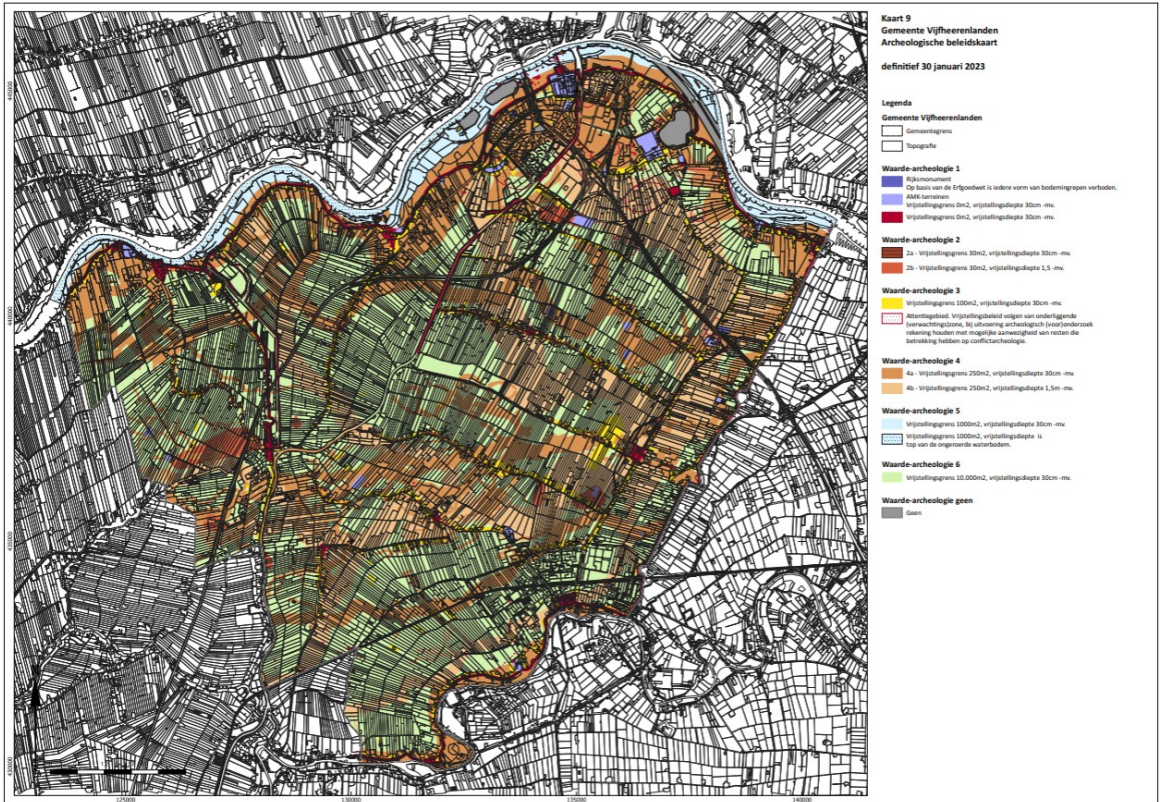 Kaart 9
Gemeente Vijfheerenlanden
Archeologische beleidskaart
definitief 30 januari 2023
Legenda
Gemeente Vijfheerenlanden
Gemeentegrens
Topografie
Waarde-archeologie 1
Rijksmonument
Op basis van de Erfgoedwet is iedere vorm van bodemingrepen verboden.
AMK-terreinen
Vrijstellingsgrens 0m2, vrijstellingsdiepte 30cm -mv.
Vrijstellingsgrens 0m2, vrijstellingsdiepte 30cm -mv.
Waarde-archeologie 2
2a - Vrijstellingsgrens 30m2, vrijstellingsdiepte 30cm -mv.
2b - Vrijstellingsgrens 30m2, vrijstellingsdiepte 1,5 -mv.
Waarde-archeologie 3
Vrijstellingsgrens 100m2, vrijstellingsdiepte 30cm -mv.
Attentiegebied. Vrijstellingsbeleid volgen van onderliggende
(verwachtings)zone, bij uitvoering archeologisch (voor)onderzoek
rekening houden met mogelijke aanwezigheid van resten die
betrekking hebben op conflictarcheologie.
Waarde-archeologie 4
4a - Vrijstellingsgrens 250m2, vrijstellingsdiepte 30cm -mv.
4b - Vrijstellingsgrens 250m2, vrijstellingsdiepte 1,5m -mv.
Waarde-archeologie 5
Vrijstellingsgrens 1000m2, vrijstellingsdiepte 30cm -mv.
Vrijstellingsgrens 1000m2, vrijstellingsdiepte is
top van de ongeroerde waterbodem.
Waarde-archeologie 6
Vrijstellingsgrens 10.000m2, vrijstellingsdiepte 30cm -mv.
Waarde-archeologie geen
Geen
445000
440000
435000
430000
125000
130000
135000
140000